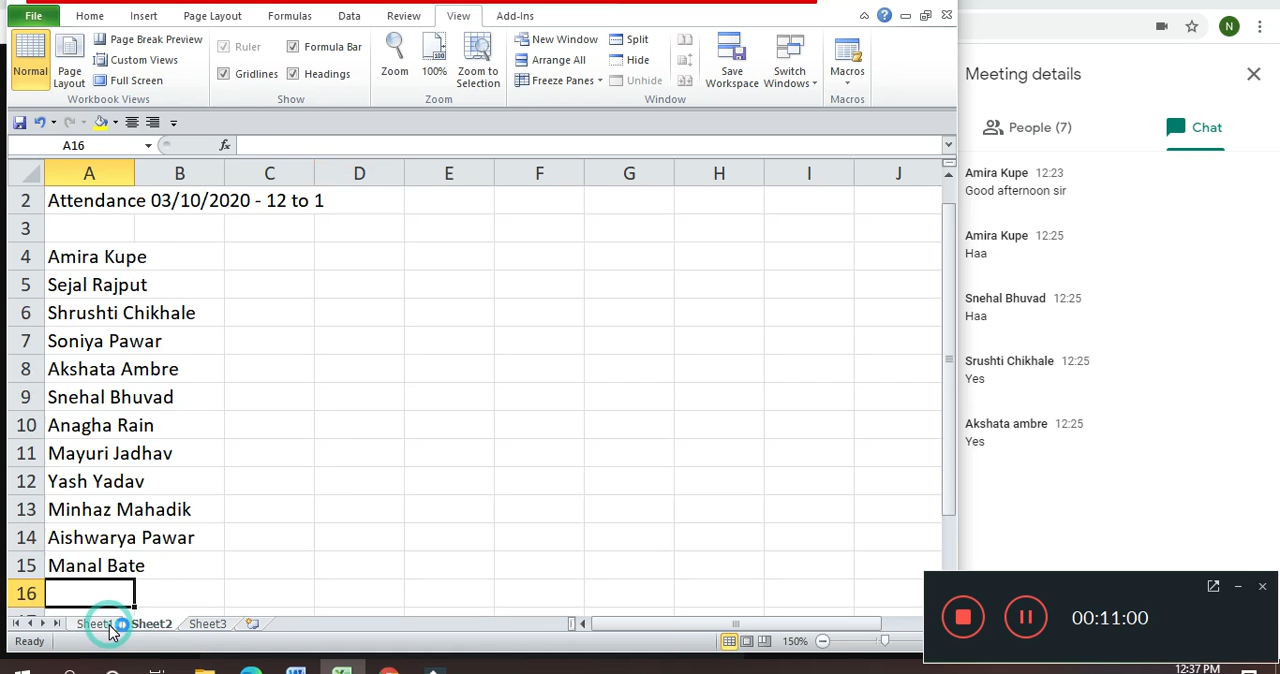 File Home Insert Page Layout Formulas Data Review View Add-Ins
Normal
Page Layout
Page Break Preview
Custom Views
Full Screen
Workbook Views
Ruler
Formula Bar
Gridlines
Headings
Show
Zoom
100%
Zoom to Selection
Zoom
New Window
Arrange All
Freeze Panes
Split
Hide
Unhide
Save Workspace
Switch Windows
Window
Macros
Macros
A16
fx
A B C D E F G H I J
2 Attendance 03/10/2020 - 12 to 1
3
4 Amira Kupe
5 Sejal Rajput
6 Shrushti Chikhale
7 Soniya Pawar
8 Akshata Ambre
9 Snehal Bhuvad
10 Anagha Rain
11 Mayuri Jadhav
12 Yash Yadav
13 Minhaz Mahadik
14 Aishwarya Pawar
15 Manal Bate
16
Sheet1 Sheet2 Sheet3
Ready
150%
N
Meeting details
People (7)
Chat
Amira Kupe 12:23
Good afternoon sir
Amira Kupe 12:25
Haa
Snehal Bhuvad 12:25
Haa
Srushti Chikhale 12:25
Yes
Akshata ambre 12:25
Yes
00:11:00
12:37 PM